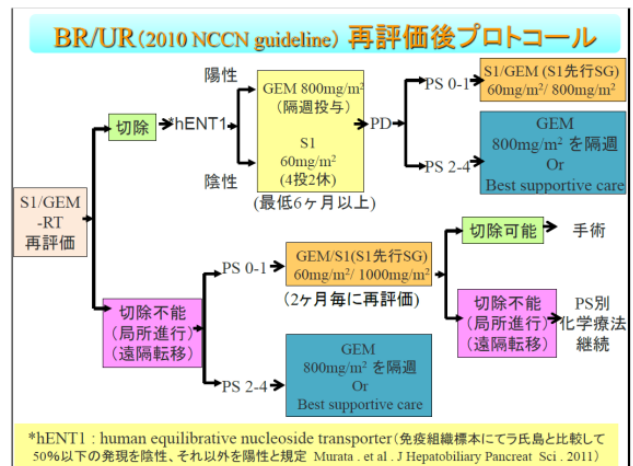 BR/UR(2010 NCCN guideline) 再評価後プロトコール
S1/GEM
-RT
再評価
切除
*hENT1
陽性
陰性
GEM 800mg/m²
(隔週投与)
S1
60mg/m²
(4投2休)
(最低6ヶ月以上)
PD
PS 0-1
S1/GEM (S1先行SG)
60mg/m²/ 800mg/m²
PS 2-4
GEM
800mg/m² を隔週
Or
Best supportive care
切除不能
(局所進行)
(遠隔転移)
PS 0-1
GEM/S1(S1先行SG)
60mg/m²/ 1000mg/m²
(2ヶ月毎に再評価)
切除可能
手術
切除不能
(局所進行)
(遠隔転移)
PS別
化学療法
継続
PS 2-4
GEM
800mg/m² を隔週
Or
Best supportive care
*hENT1 : human equilibrative nucleoside transporter(免疫組織標本にてラ氏島と比較して
50%以下の発現を陰性、それ以外を陽性と規定 Murata . et al . J Hepatobiliary Pancreat Sci . 2011)